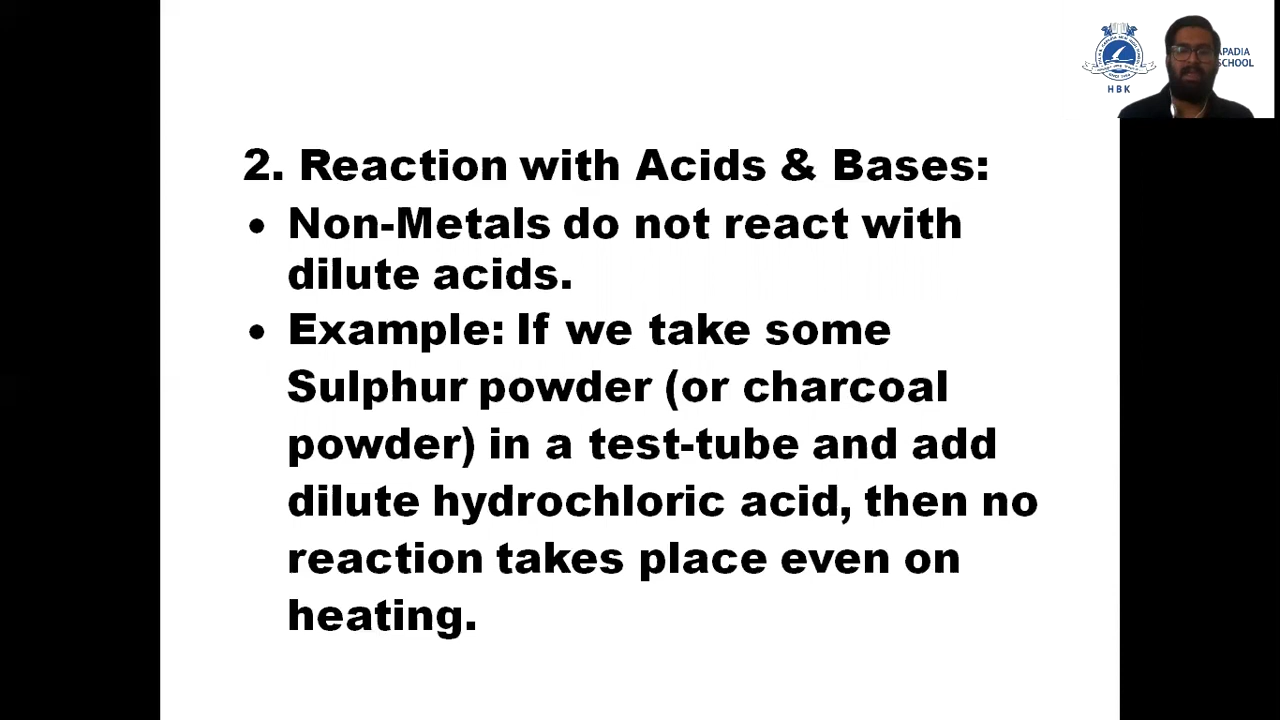 APADIA
SCHOOL
HBK
2. Reaction with Acids & Bases:
• Non-Metals do not react with
dilute acids.
• Example: If we take some
Sulphur powder (or charcoal
powder) in a test-tube and add
dilute hydrochloric acid, then no
reaction takes place even on
heating.